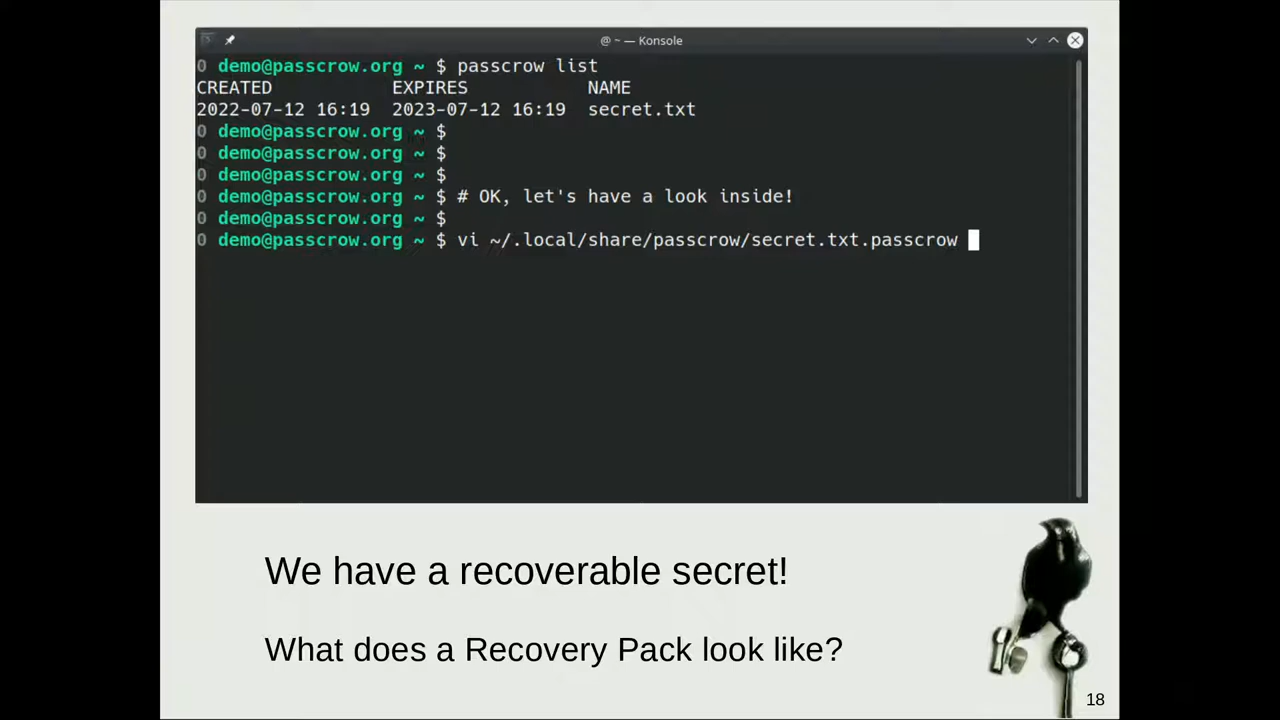 @ ~ — Konsole
0 demo@passcrow.org ~ $ passcrow list
CREATED EXPIRES NAME
2022-07-12 16:19 2023-07-12 16:19 secret.txt
0 demo@passcrow.org ~ $
0 demo@passcrow.org ~ $
0 demo@passcrow.org ~ $
0 demo@passcrow.org ~ $ # OK, let's have a look inside!
0 demo@passcrow.org ~ $
0 demo@passcrow.org ~ $ vi ~/.local/share/passcrow/secret.txt.passcrow
We have a recoverable secret!
What does a Recovery Pack look like?
18